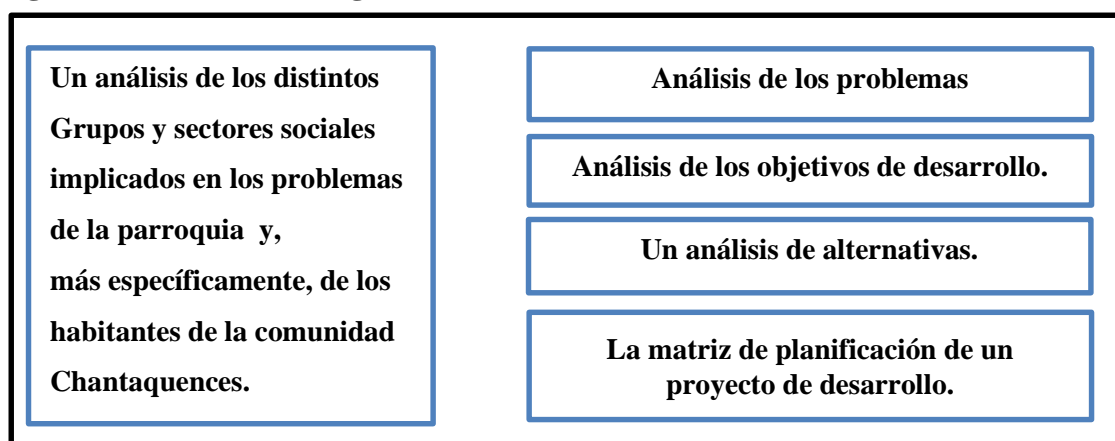 Un análisis de los distintos
Grupos y sectores sociales
implicados en los problemas
de la parroquia y,
más específicamente, de los
habitantes de la comunidad
Chantaquences.
Análisis de los problemas
Análisis de los objetivos de desarrollo.
Un análisis de alternativas.
La matriz de planificación de un
proyecto de desarrollo.